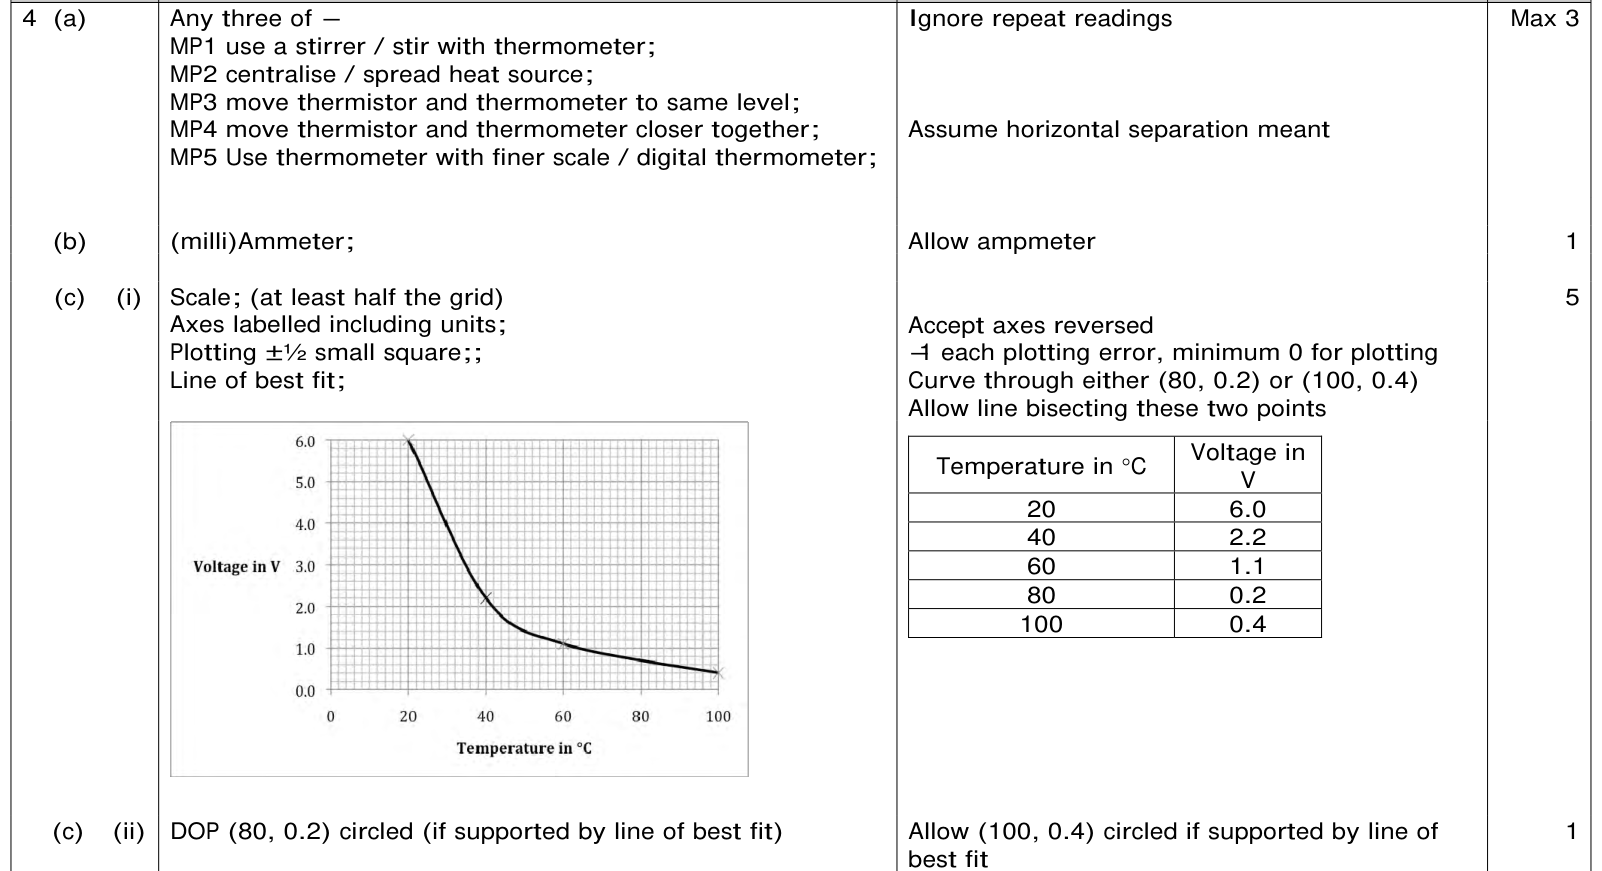 4 (a) Any three of — Ignore repeat readings Max 3
MP1 use a stirrer / stir with thermometer;
MP2 centralise / spread heat source;
MP3 move thermistor and thermometer to same level;
MP4 move thermistor and thermometer closer together; Assume horizontal separation meant
MP5 Use thermometer with finer scale / digital thermometer;
(b) (milli)Ammeter; Allow ampmeter 1
(c) (i) Scale; (at least half the grid) 5
Axes labelled including units; Accept axes reversed
Plotting ±½ small square;; –1 each plotting error, minimum 0 for plotting
Line of best fit; Curve through either (80, 0.2) or (100, 0.4)
Allow line bisecting these two points
6.0
5.0
4.0
Voltage in V 3.0
2.0
1.0
0.0
0 20 40 60 80 100
Temperature in °C
Temperature in °C Voltage in V
20 6.0
40 2.2
60 1.1
80 0.2
100 0.4
(c) (ii) DOP (80, 0.2) circled (if supported by line of best fit) Allow (100, 0.4) circled if supported by line of 1
best fit